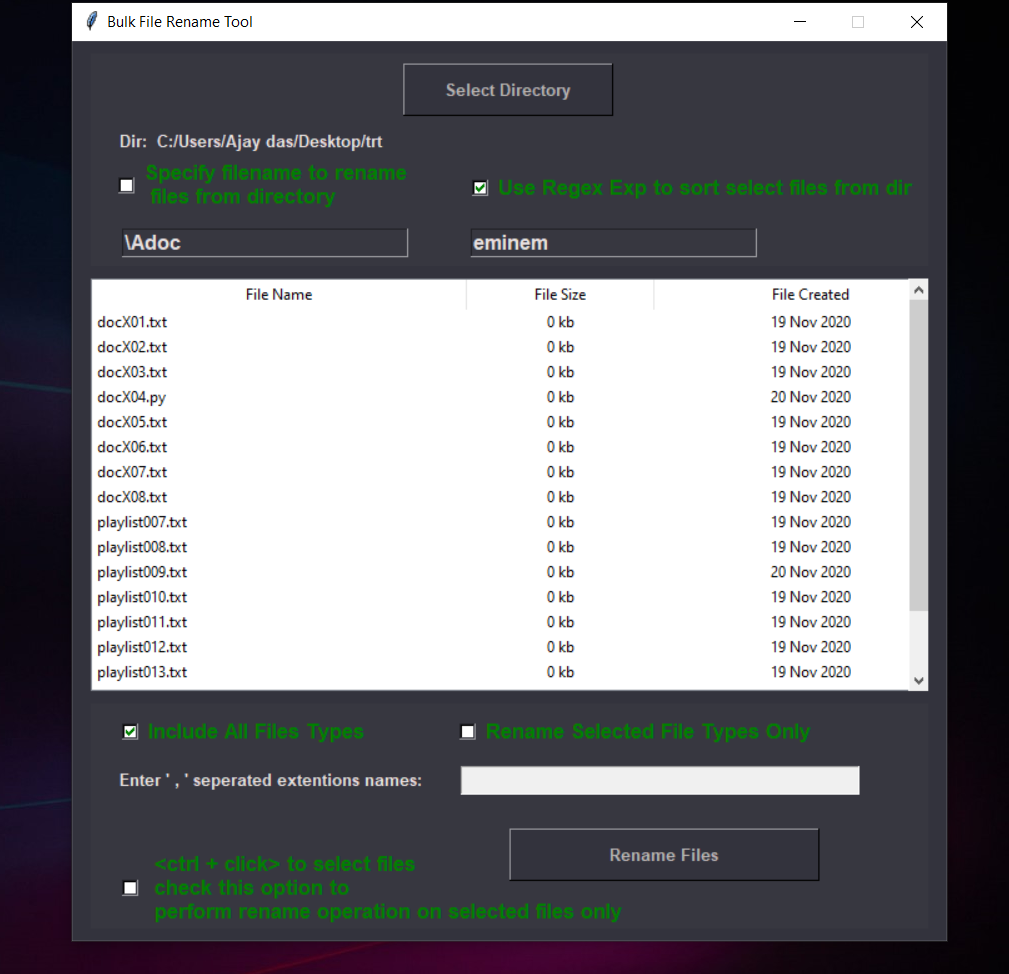 Bulk File Rename Tool
Select Directory
Dir:  C:/Users/Ajay das/Desktop/trt
Specify filename to rename
files from directory
Use Regex Exp to sort select files from dir
\Adoc
eminem
File Name File Size File Created
docX01.txt 0 kb 19 Nov 2020
docX02.txt 0 kb 19 Nov 2020
docX03.txt 0 kb 19 Nov 2020
docX04.py 0 kb 20 Nov 2020
docX05.txt 0 kb 19 Nov 2020
docX06.txt 0 kb 19 Nov 2020
docX07.txt 0 kb 19 Nov 2020
docX08.txt 0 kb 19 Nov 2020
playlist007.txt 0 kb 19 Nov 2020
playlist008.txt 0 kb 19 Nov 2020
playlist009.txt 0 kb 20 Nov 2020
playlist010.txt 0 kb 19 Nov 2020
playlist011.txt 0 kb 19 Nov 2020
playlist012.txt 0 kb 19 Nov 2020
playlist013.txt 0 kb 19 Nov 2020
Include All Files Types
Rename Selected File Types Only
Enter ' , ' seperated extentions names:
Rename Files
<ctrl + click> to select files
check this option to
perform rename operation on selected files only